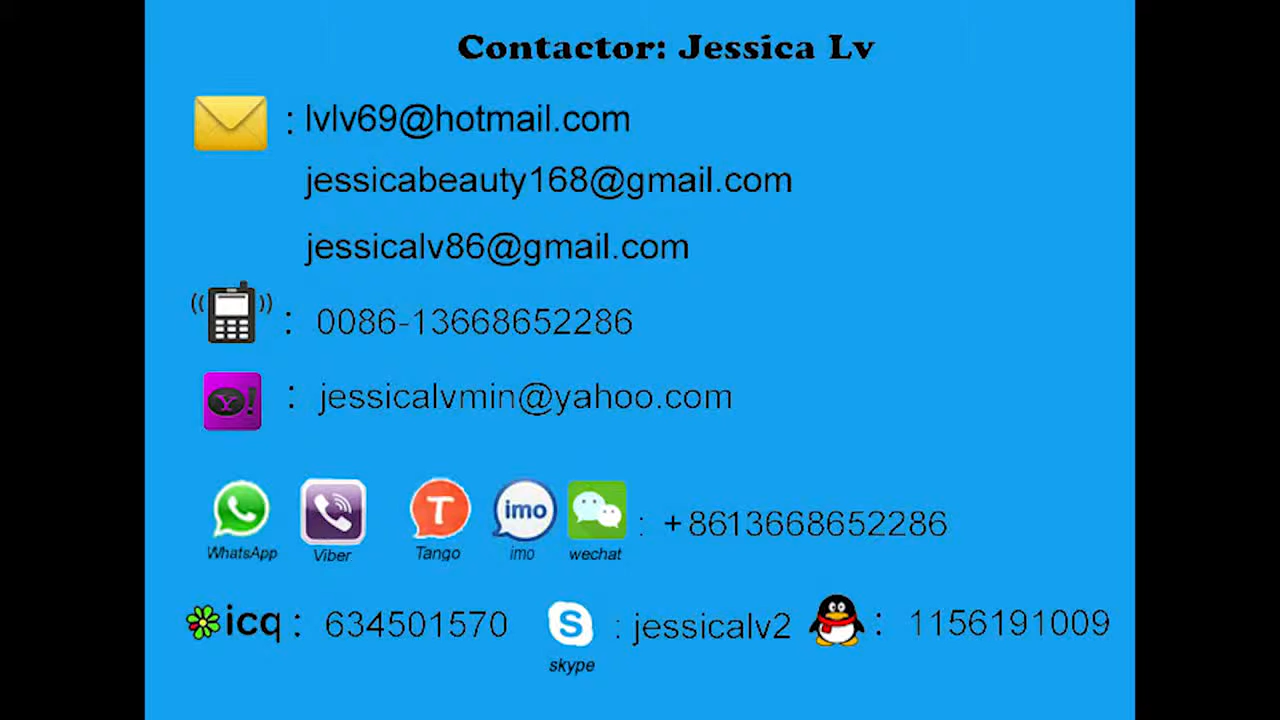 Contactor: Jessica Lv
: lvlv69@hotmail.com
jessicabeauty168@gmail.com
jessicalv86@gmail.com
: 0086-13668652286
Y! : jessicalvmin@yahoo.com
T imo : +8613668652286
WhatsApp Viber Tango imo wechat
icq : 634501570 S : jessicalv2 : 1156191009
skype